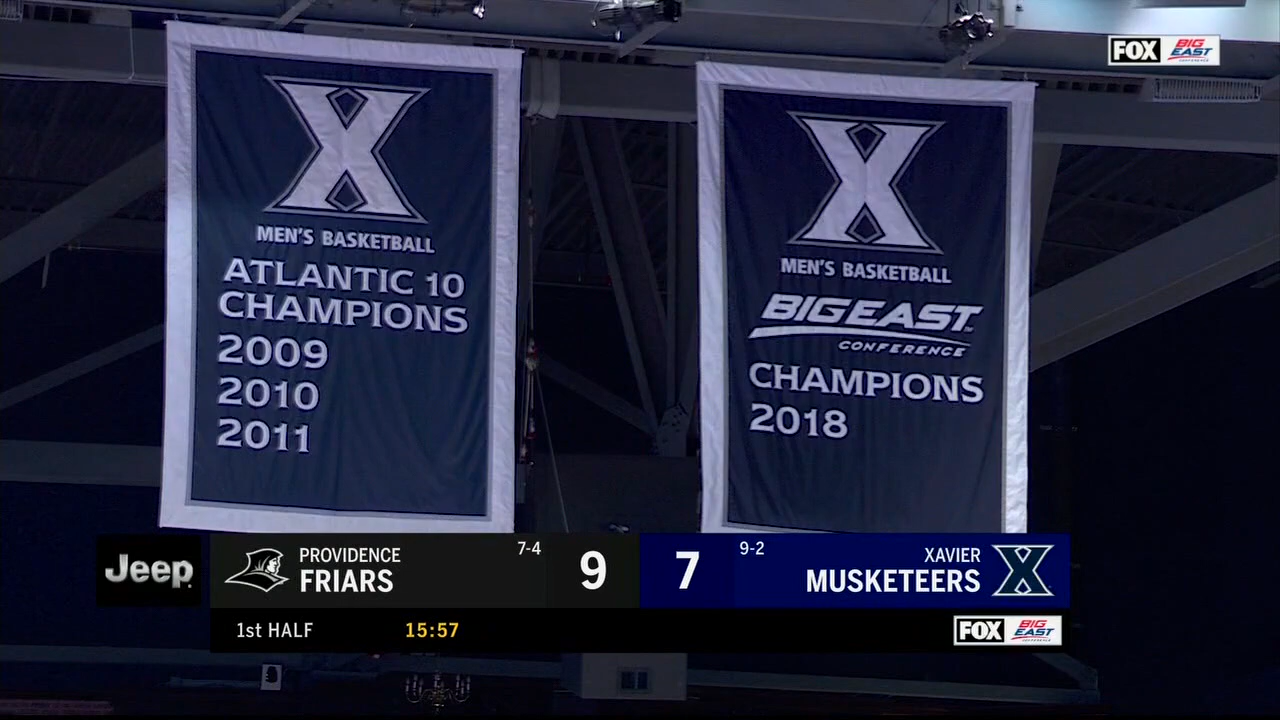 FOX BIG EAST CONFERENCE
X
MEN'S BASKETBALL
ATLANTIC 10
CHAMPIONS
2009
2010
2011
X
MEN'S BASKETBALL
BIG EAST
CONFERENCE
CHAMPIONS
2018
Jeep
PROVIDENCE 7-4
FRIARS 9
7 9-2 XAVIER
MUSKETEERS X
1st HALF 15:57
FOX BIG EAST CONFERENCE